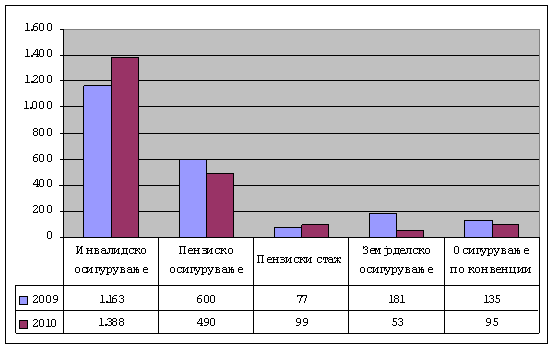 1.600
1.400
1.200
1.000
800
600
400
200
0
Инвалидско осигурување
Пензиско осигурување
Пензиски стаж
Земјоделско осигурување
Осигурување по конвенции
2009 1.163 600 77 181 135
2010 1.388 490 99 53 95